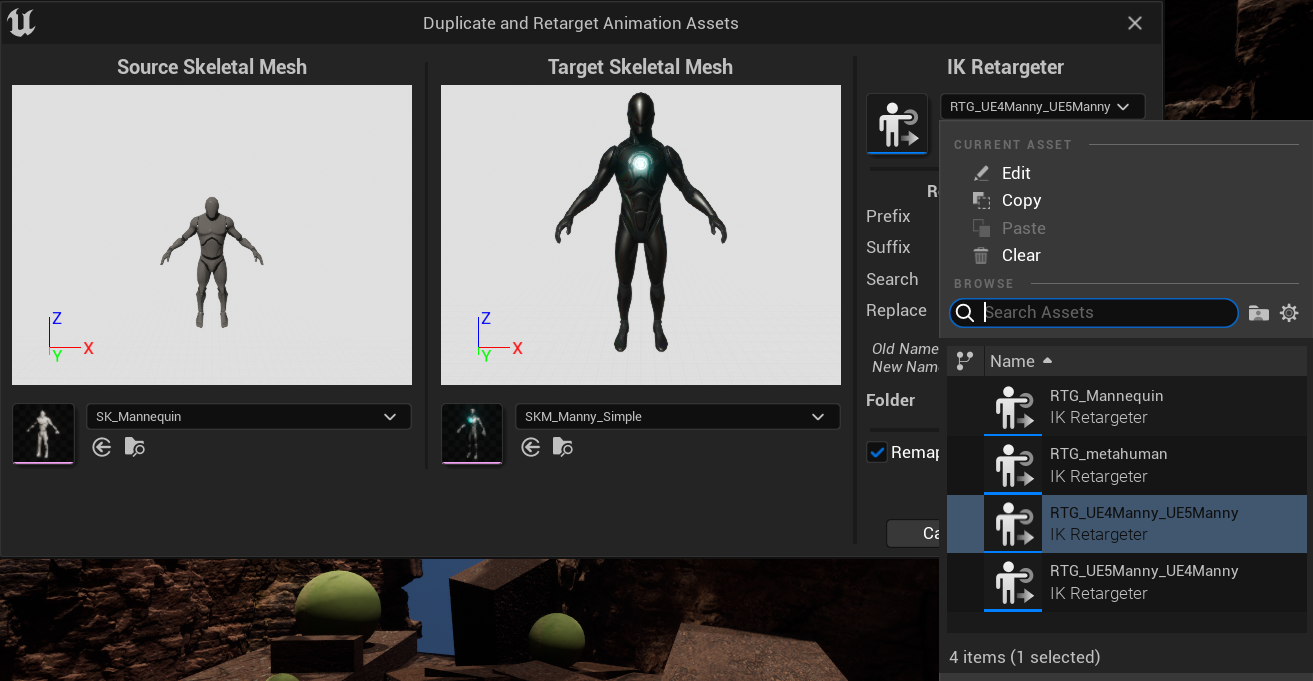 Duplicate and Retarget Animation Assets
Source Skeletal Mesh
Z
X
Y
SK_Mannequin
Target Skeletal Mesh
Z
X
Y
SKM_Manny_Simple
IK Retargeter
RTG_UE4Manny_UE5Manny
R
Prefix
Suffix
Search
Replace
Old Name
New Nam
Folder
Remap
Ca
CURRENT ASSET
Edit
Copy
Paste
Clear
BROWSE
Search Assets
Name
RTG_Mannequin
IK Retargeter
RTG_metahuman
IK Retargeter
RTG_UE4Manny_UE5Manny
IK Retargeter
RTG_UE5Manny_UE4Manny
IK Retargeter
4 items (1 selected)